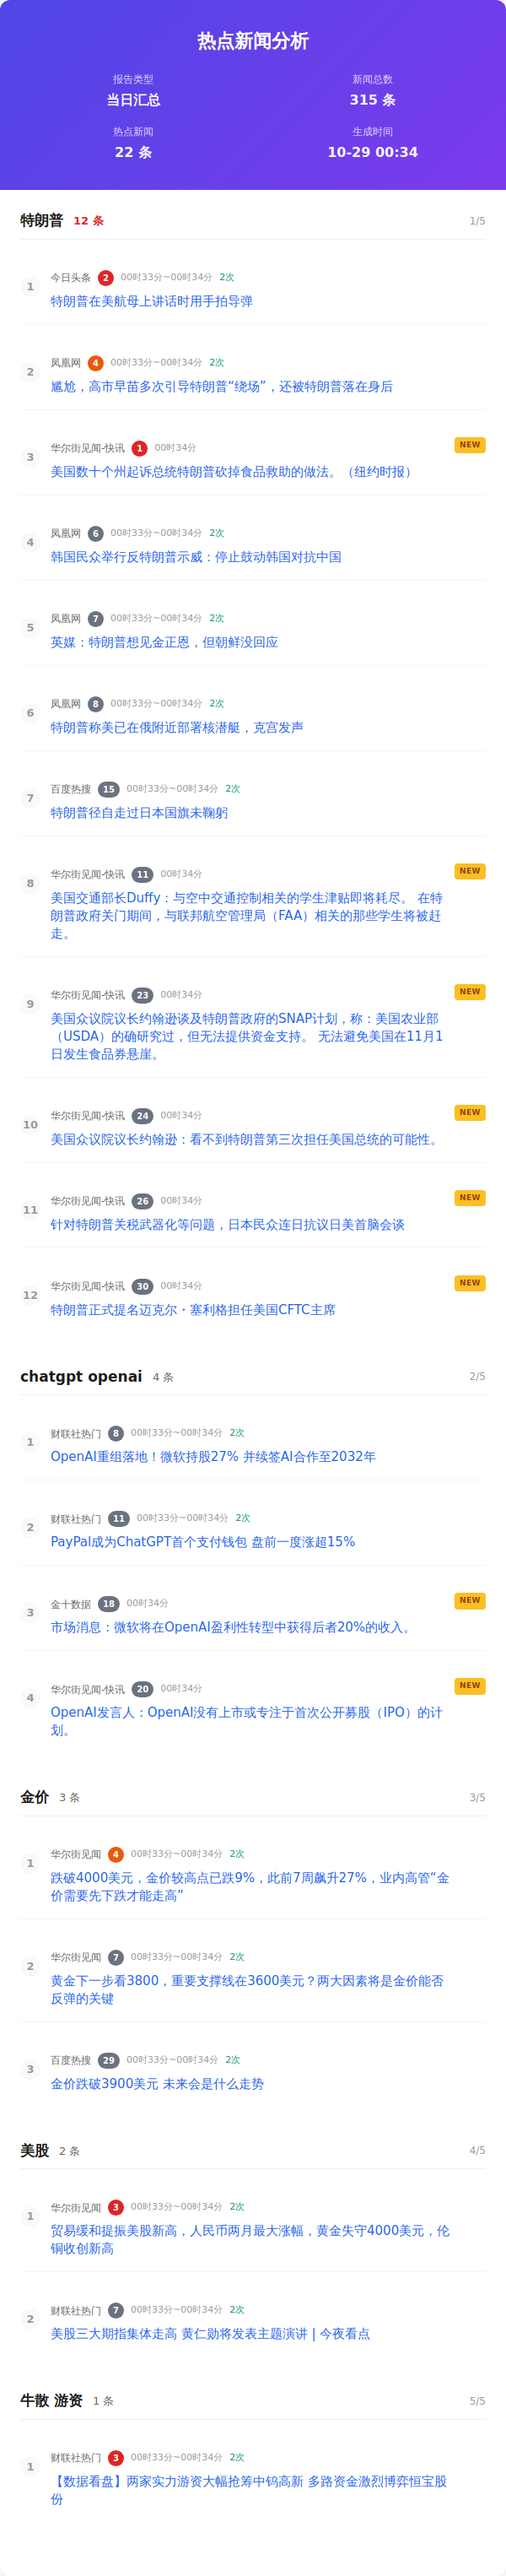 热点新闻分析
报告类型
新闻总数
当日汇总
315 条
热点新闻
生成时间
22 条
10-29 00:34
特朗普 12 条 1/5
1
今日头条 2 00时33分~00时34分 2次
特朗普在美航母上讲话时用手拍导弹
2
凤凰网 4 00时33分~00时34分 2次
尴尬，高市早苗多次引导特朗普“绕场”，还被特朗普落在身后
3
华尔街见闻-快讯 1 00时34分 NEW
美国数十个州起诉总统特朗普砍掉食品救助的做法。（纽约时报）
4
凤凰网 6 00时33分~00时34分 2次
韩国民众举行反特朗普示威：停止鼓动韩国对抗中国
5
凤凰网 7 00时33分~00时34分 2次
英媒：特朗普想见金正恩，但朝鲜没回应
6
凤凰网 8 00时33分~00时34分 2次
特朗普称美已在俄附近部署核潜艇，克宫发声
7
百度热搜 15 00时33分~00时34分 2次
特朗普径自走过日本国旗未鞠躬
8
华尔街见闻-快讯 11 00时34分 NEW
美国交通部长Duffy：与空中交通控制相关的学生津贴即将耗尽。 在特
朗普政府关门期间，与联邦航空管理局（FAA）相关的那些学生将被赶
走。
9
华尔街见闻-快讯 23 00时34分 NEW
美国众议院议长约翰逊谈及特朗普政府的SNAP计划，称：美国农业部
（USDA）的确研究过，但无法提供资金支持。 无法避免美国在11月1
日发生食品券悬崖。
10
华尔街见闻-快讯 24 00时34分 NEW
美国众议院议长约翰逊：看不到特朗普第三次担任美国总统的可能性。
11
华尔街见闻-快讯 26 00时34分 NEW
针对特朗普关税武器化等问题，日本民众连日抗议日美首脑会谈
12
华尔街见闻-快讯 30 00时34分 NEW
特朗普正式提名迈克尔・塞利格担任美国CFTC主席
chatgpt openai 4 条 2/5
1
财联社热门 8 00时33分~00时34分 2次
OpenAI重组落地！微软持股27% 并续签AI合作至2032年
2
财联社热门 11 00时33分~00时34分 2次
PayPal成为ChatGPT首个支付钱包 盘前一度涨超15%
3
金十数据 18 00时34分 NEW
市场消息：微软将在OpenAI盈利性转型中获得后者20%的收入。
4
华尔街见闻-快讯 20 00时34分 NEW
OpenAI发言人：OpenAI没有上市或专注于首次公开募股（IPO）的计
划。
金价 3 条 3/5
1
华尔街见闻 4 00时33分~00时34分 2次
跌破4000美元，金价较高点已跌9%，此前7周飙升27%，业内高管“金
价需要先下跌才能走高”
2
华尔街见闻 7 00时33分~00时34分 2次
黄金下一步看3800，重要支撑线在3600美元？两大因素将是金价能否
反弹的关键
3
百度热搜 29 00时33分~00时34分 2次
金价跌破3900美元 未来会是什么走势
美股 2 条 4/5
1
华尔街见闻 3 00时33分~00时34分 2次
贸易缓和提振美股新高，人民币两月最大涨幅，黄金失守4000美元，伦
铜收创新高
2
财联社热门 7 00时33分~00时34分 2次
美股三大期指集体走高 黄仁勋将发表主题演讲 | 今夜看点
牛散 游资 1 条 5/5
1
财联社热门 3 00时33分~00时34分 2次
【数据看盘】两家实力游资大幅抢筹中钨高新 多路资金激烈博弈恒宝股
份